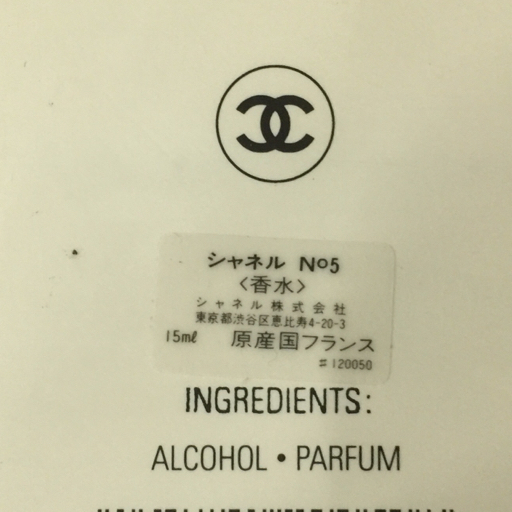 シャネル No5
〈香水〉
シャネル株式会社
東京都渋谷区恵比寿4-20-3
15ml 原産国フランス
#120050
INGREDIENTS:
ALCOHOL • PARFUM